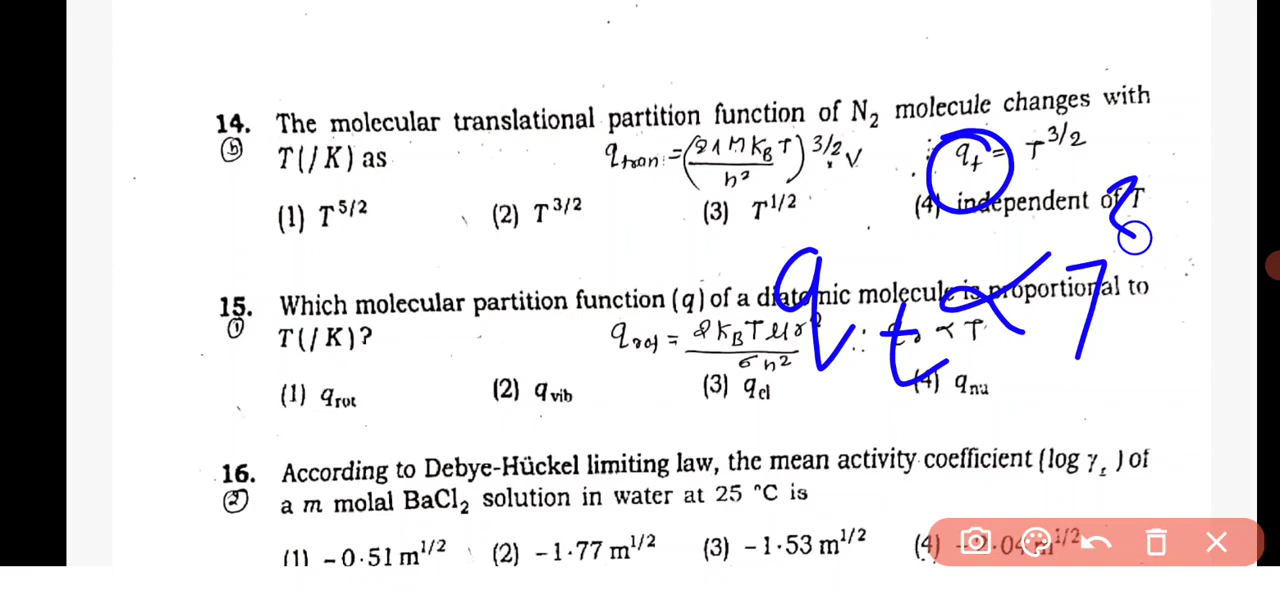 14. The molecular translational partition function of N₂ molecule changes with
T(/K) as q_tran = (2π M K_B T / h²)^3/2 V ∴ q_t = T^3/2
(1) T^5/2 (2) T^3/2 (3) T^1/2 (4) independent of T
q_t ∝ T
15. Which molecular partition function (q) of a diatomic molecule is proportional to
①
T(/K)? ∝ T
(1) q_rot (2) q_vib (3) q_el (4) q_nu
16. According to Debye-Hückel limiting law, the mean activity coefficient (log γ± ) of
②
a m molal BaCl₂ solution in water at 25 °C is
(1) –0·51 m^1/2 (2) –1·77 m^1/2 (3) –1·53 m^1/2 (4)